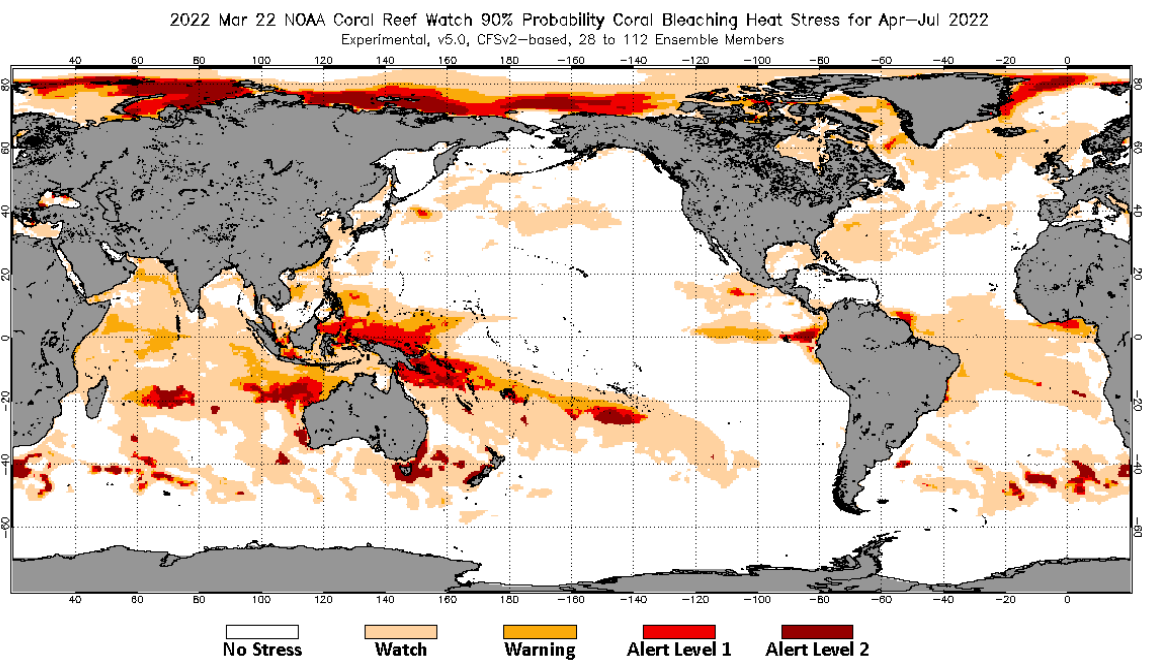 2022 Mar 22 NOAA Coral Reef Watch 90% Probability Coral Bleaching Heat Stress for Apr-Jul 2022
Experimental, v5.0, CFSv2-based, 28 to 112 Ensemble Members
40 60 80 100 120 140 160 180 -160 -140 -120 -100 -80 -60 -40 -20 0
80 80
60 60
40 40
20 20
0 0
-20 -20
-40 -40
-60 -60
40 60 80 100 120 140 160 180 -160 -140 -120 -100 -80 -60 -40 -20 0
No Stress Watch Warning Alert Level 1 Alert Level 2